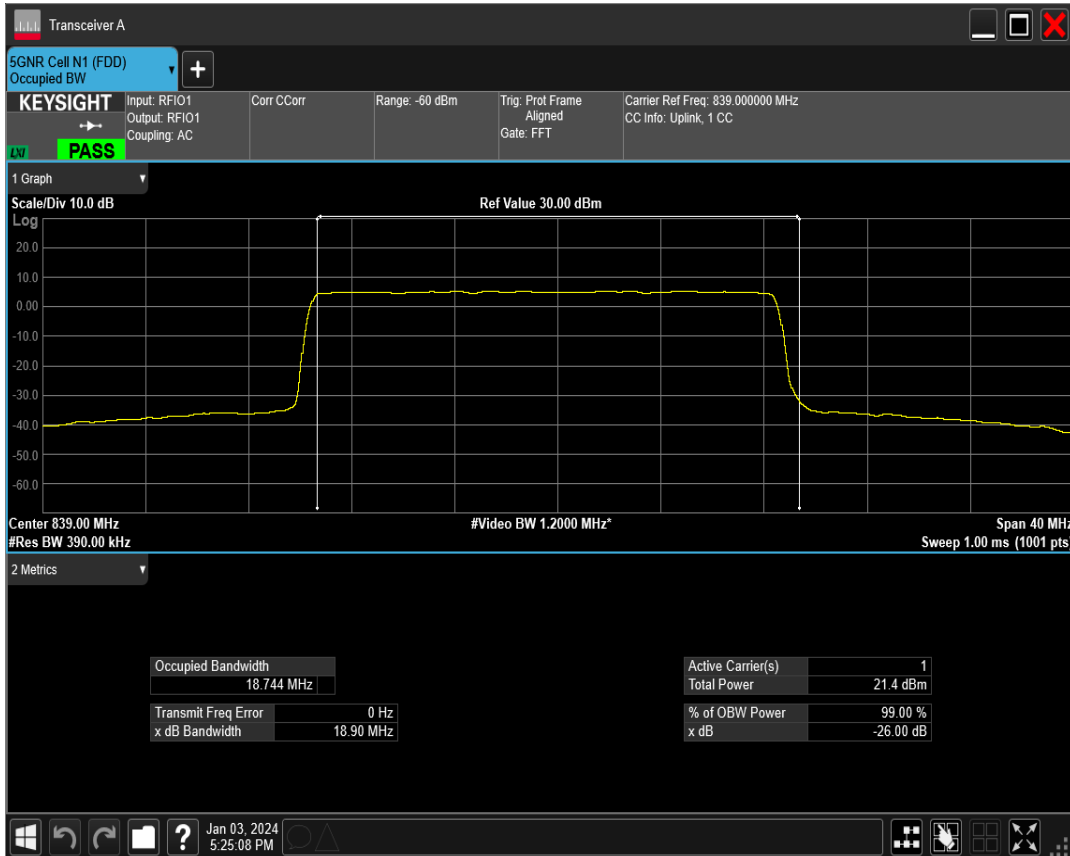 Transceiver A
5GNR Cell N1 (FDD)
Occupied BW
+
KEYSIGHT
LXI
PASS
Input: RFIO1
Output: RFIO1
Coupling: AC
Corr CCorr
Range: -60 dBm
Trig: Prot Frame
Aligned
Gate: FFT
Carrier Ref Freq: 839.000000 MHz
CC Info: Uplink, 1 CC
1 Graph
Scale/Div 10.0 dB
Ref Value 30.00 dBm
Log
20.0
10.0
0.00
-10.0
-20.0
-30.0
-40.0
-50.0
-60.0
Center 839.00 MHz
#Video BW 1.2000 MHz*
Span 40 MHz
#Res BW 390.00 kHz
Sweep 1.00 ms (1001 pts)
2 Metrics
Occupied Bandwidth
18.744 MHz
Transmit Freq Error 0 Hz
x dB Bandwidth 18.90 MHz
Active Carrier(s) 1
Total Power 21.4 dBm
% of OBW Power 99.00 %
x dB -26.00 dB
?
Jan 03, 2024
5:25:08 PM